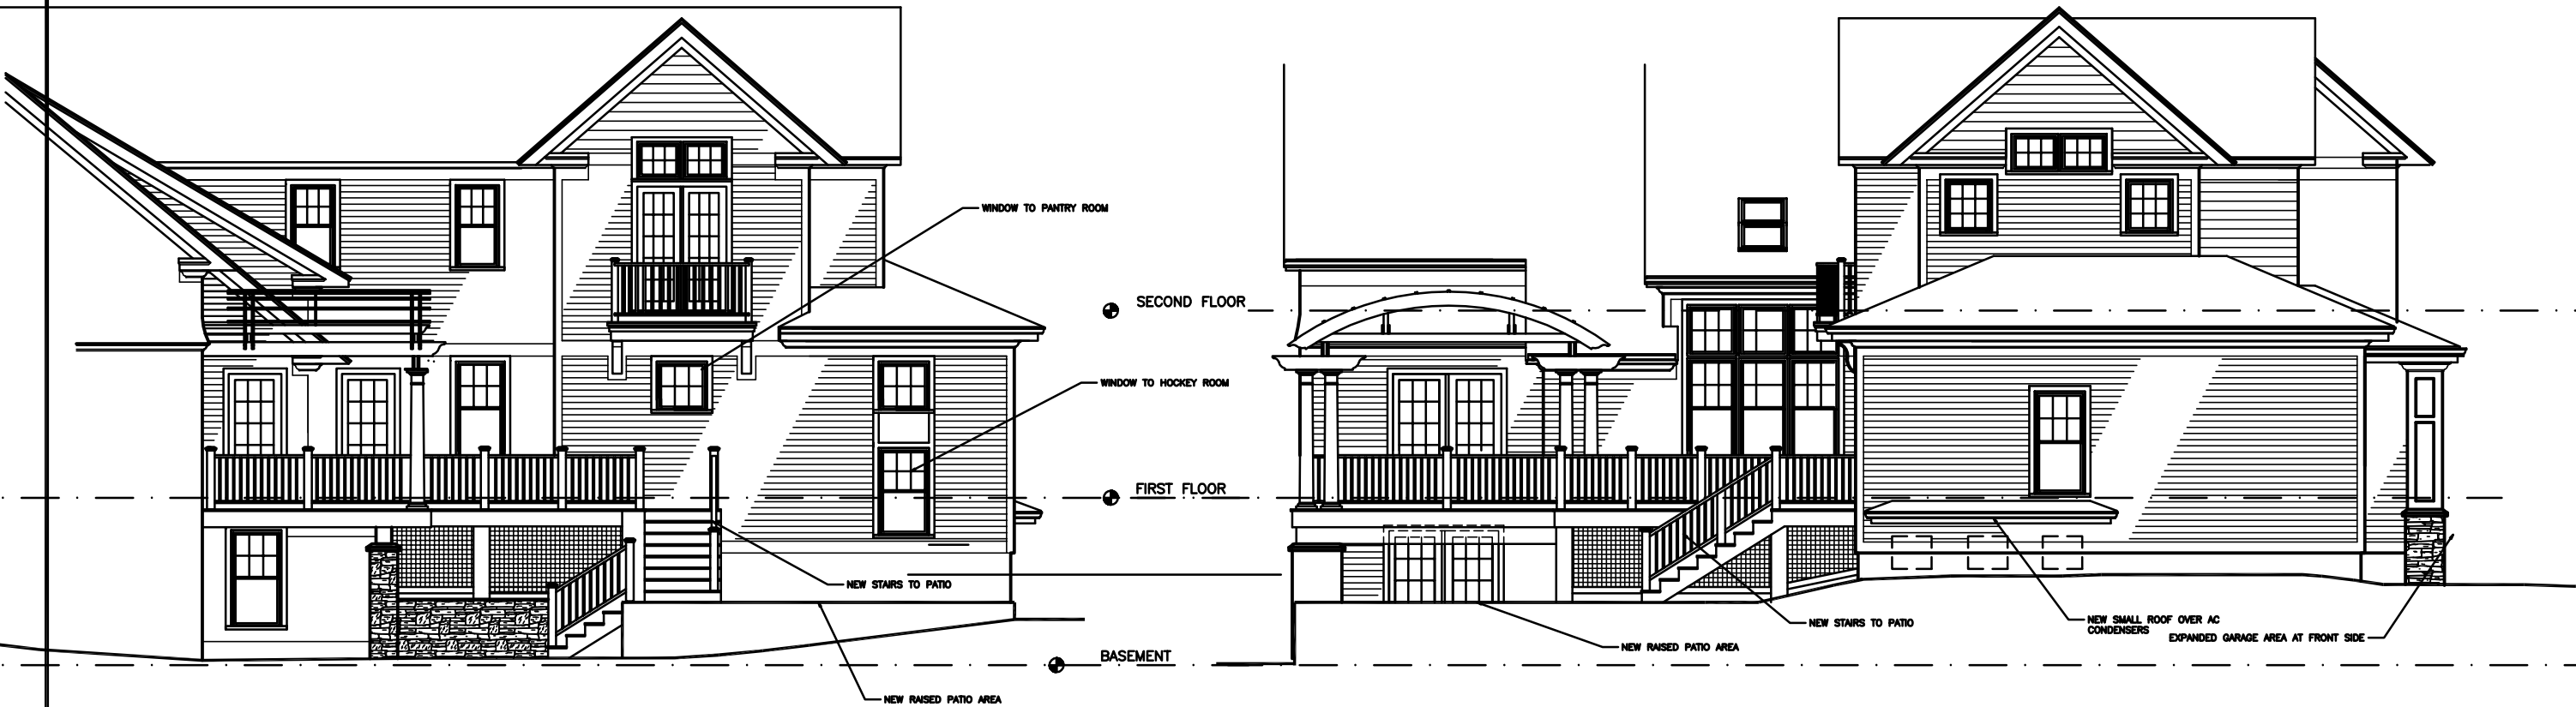 WINDOW TO PANTRY ROOM
SECOND FLOOR
WINDOW TO HOCKEY ROOM
FIRST FLOOR
NEW STAIRS TO PATIO
BASEMENT
NEW RAISED PATIO AREA
NEW SMALL ROOF OVER AC
CONDENSERS
NEW STAIRS TO PATIO
EXPANDED GARAGE AREA AT FRONT SIDE
NEW RAISED PATIO AREA